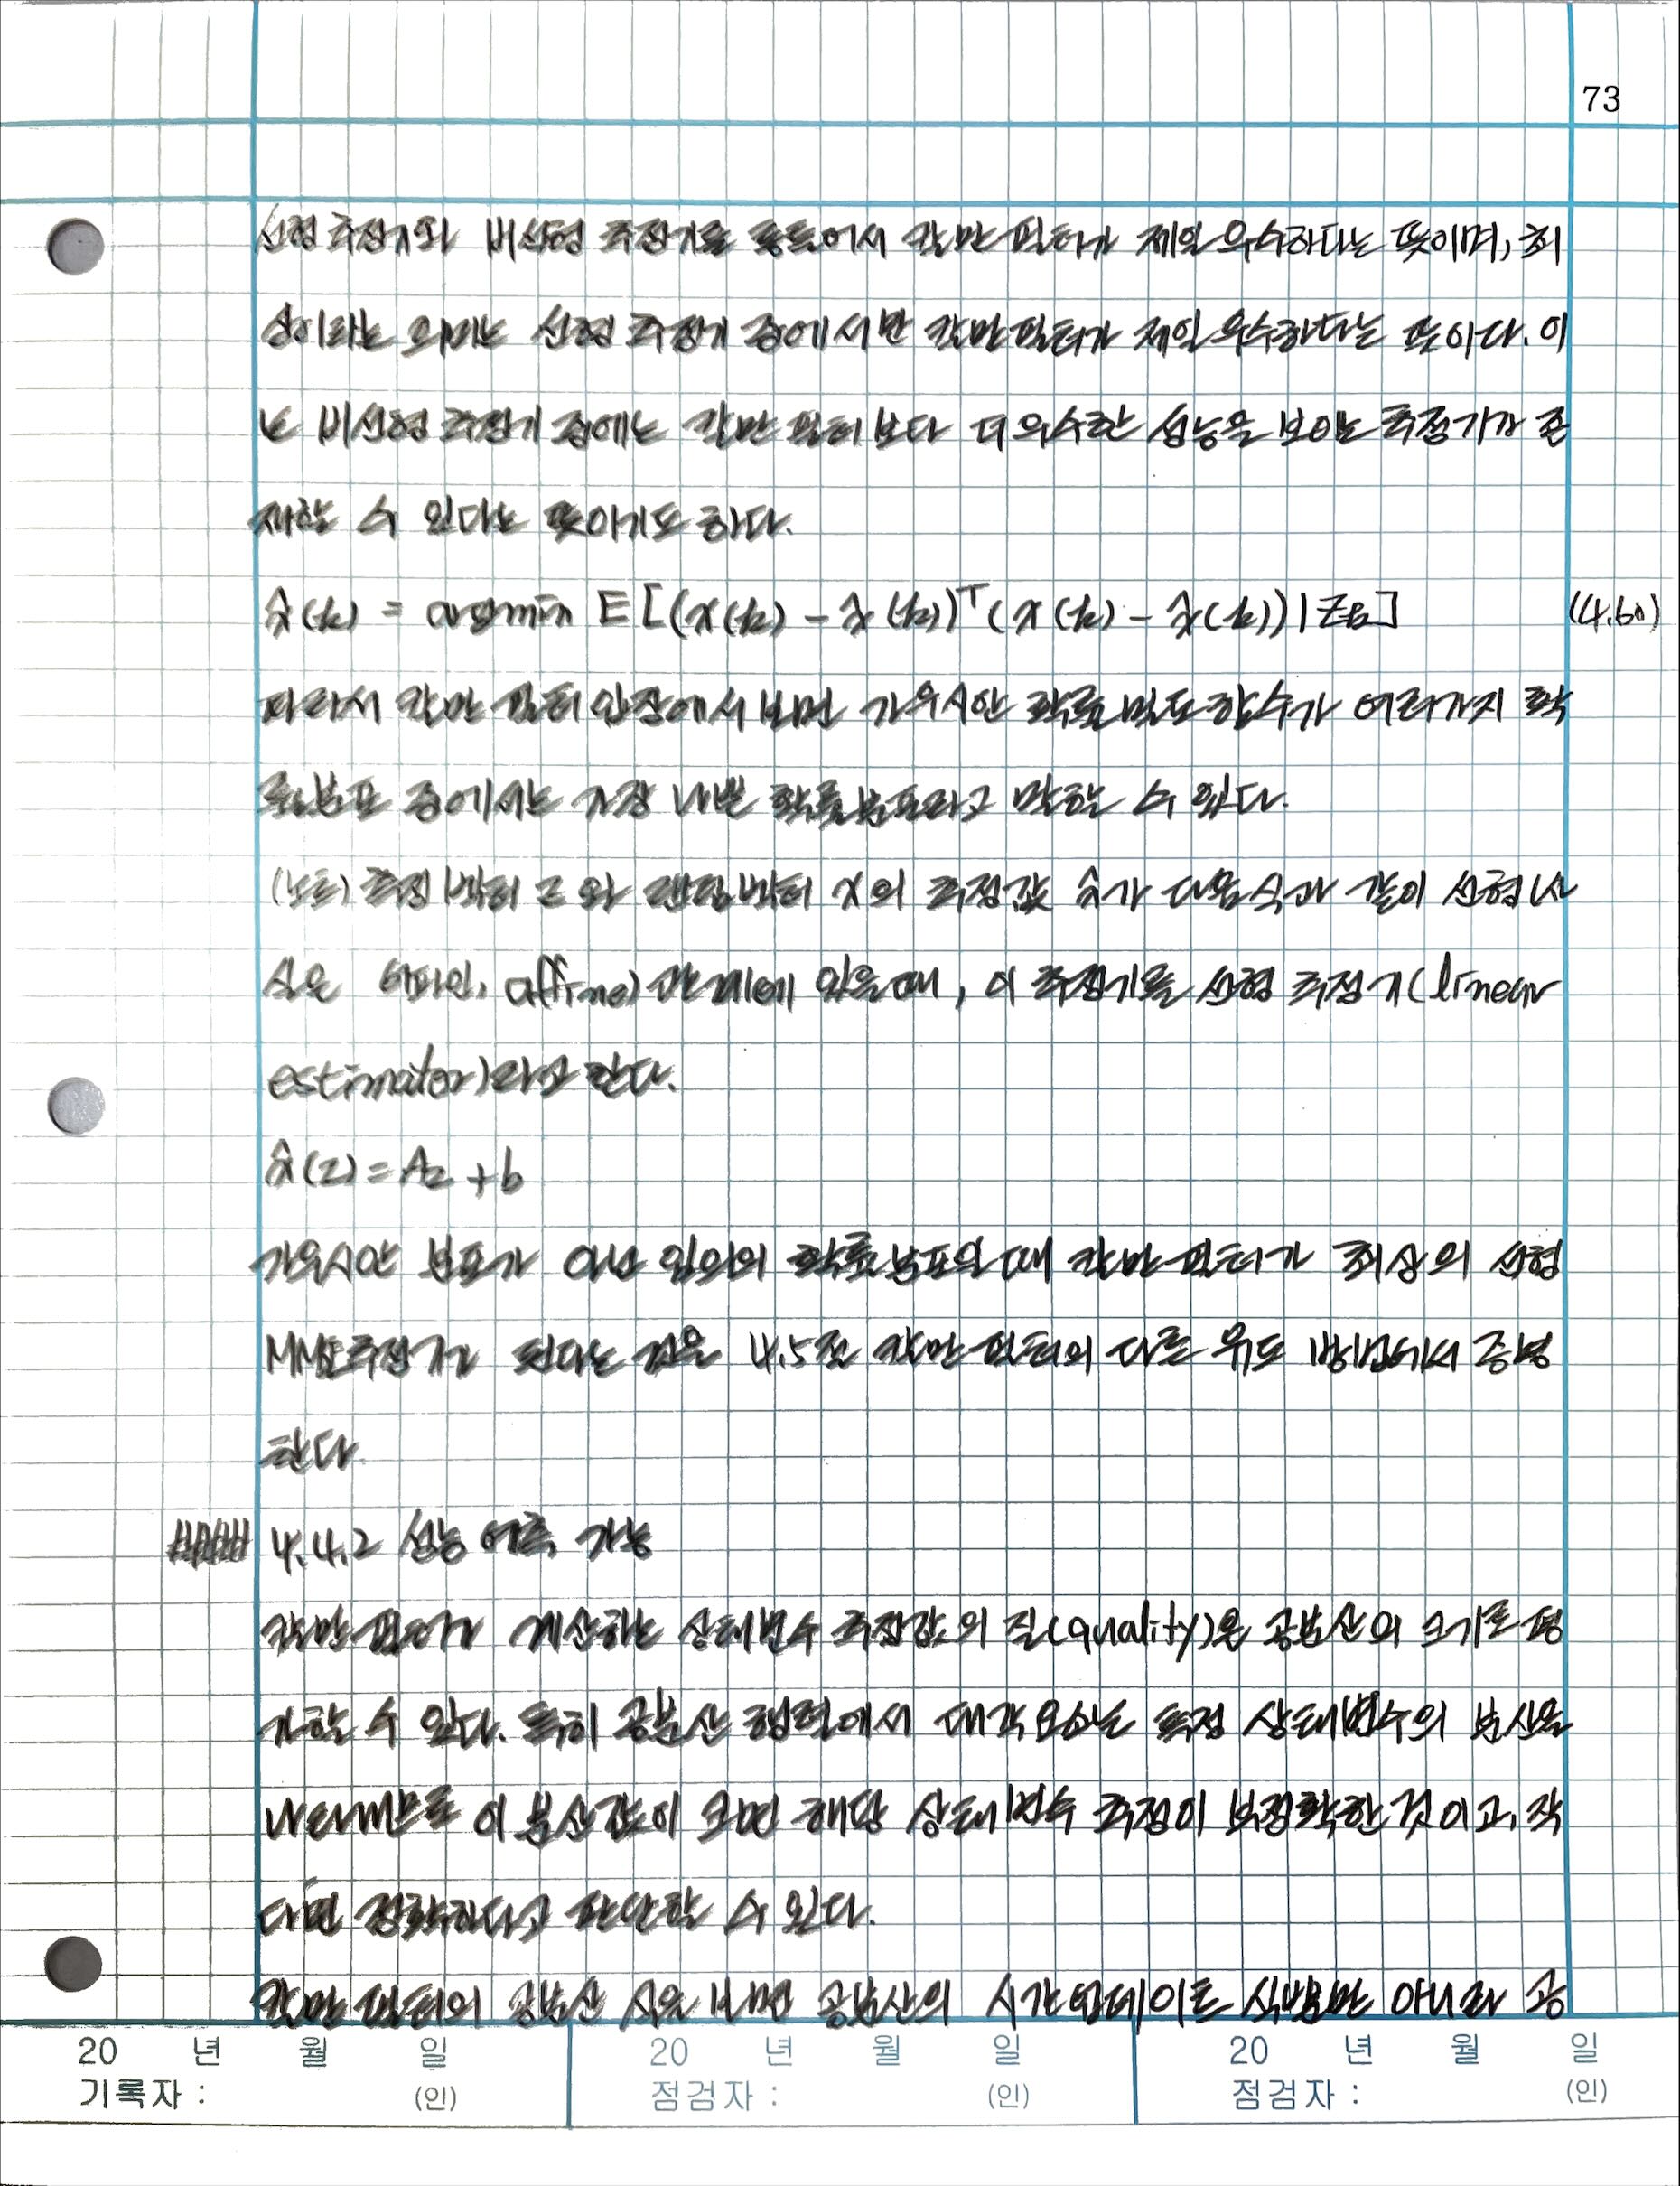 73
선형 추정기와 비선형 추정기를 통틀어서 칼만 필터가 제일 우수하다는 뜻이며, 최
상이라는 의미는 선형 추정기 중에서만 칼만 필터가 제일 우수하다는 뜻이다. 이
는 비선형 추정기 중에는 칼만 필터보다 더 우수한 성능을 보이는 추정기가 존
재할 수 있다는 뜻이기도 하다.
x̂(k) = argmin E[(x(k) - x̂(k))ᵀ(x(k) - x̂(k))|Zk] (4.60)
따라서 칼만 필터 입장에서 보면 가우시안 확률밀도함수가 여러가지 확
률분포 중에서는 가장 나쁜 확률분포라고 말할 수 있다.
(노트) 측정 벡터 z와 랜덤벡터 x의 추정값 x̂가 다음 식과 같이 선형(사
실은 어파인, affine) 관계에 있을 때, 이 추정기를 선형 추정기(linear
estimator)라고 한다.
x̂(z) = Az + b
가우시안 분포가 아닌 임의의 확률분포일 때 칼만 필터가 최상의 선형
MMSE 추정기가 된다는 것을 4.5절 칼만 필터의 다른 유도 방법에서 증명
한다.
4.4.2 성능 예측 가능
칼만 필터가 계산하는 상태변수 추정값의 질(quality)은 공분산의 크기로 평
가할 수 있다. 특히 공분산 행렬에서 대각 요소는 특정 상태변수의 분산을
나타내므로 이 분산값이 크면 해당 상태변수 추정이 부정확한 것이고, 작
다면 정확하다고 판단할 수 있다.
칼만 필터의 공분산 식을 보면 공분산의 시간 업데이트 식뿐만 아니라 공
20 년 월 일 20 년 월 일 20 년 월 일
기록자 : (인) 점검자 : (인) 점검자 : (인)